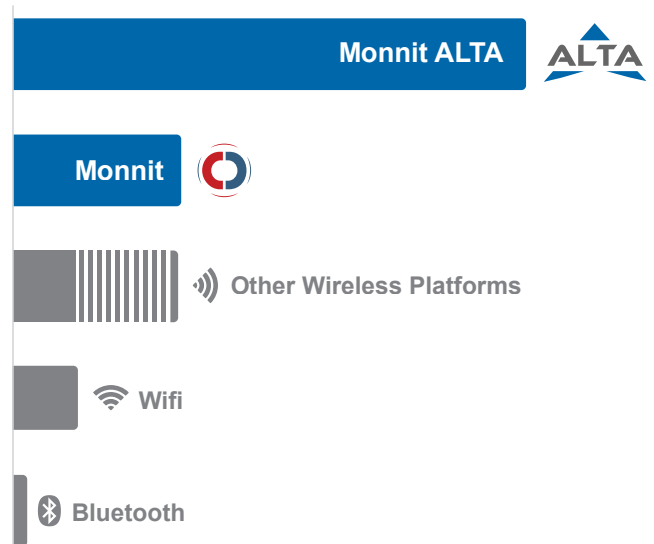 Monnit ALTA
ALTA
Monnit
Other Wireless Platforms
Wifi
Bluetooth